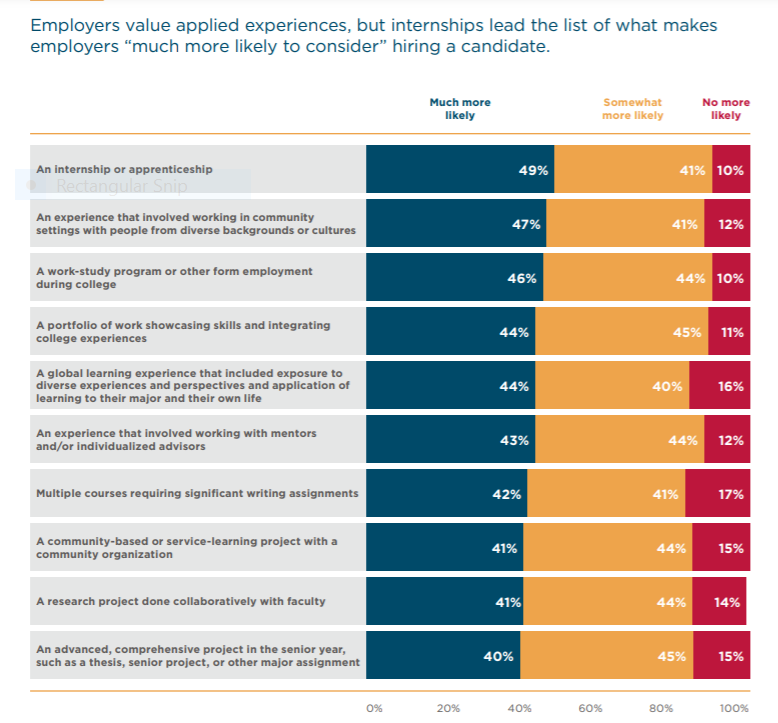 Employers value applied experiences, but internships lead the list of what makes
employers “much more likely to consider” hiring a candidate.
Much more
likely
Somewhat
more likely
No more
likely
An internship or apprenticeship
49% 41% 10%
Rectangular Snip
An experience that involved working in community
settings with people from diverse backgrounds or cultures
47% 41% 12%
A work-study program or other form employment
during college
46% 44% 10%
A portfolio of work showcasing skills and integrating
college experiences
44% 45% 11%
A global learning experience that included exposure to
diverse experiences and perspectives and application of
learning to their major and their own life
44% 40% 16%
An experience that involved working with mentors
and/or individualized advisors
43% 44% 12%
Multiple courses requiring significant writing assignments
42% 41% 17%
A community-based or service-learning project with a
community organization
41% 44% 15%
A research project done collaboratively with faculty
41% 44% 14%
An advanced, comprehensive project in the senior year,
such as a thesis, senior project, or other major assignment
40% 45% 15%
0% 20% 40% 60% 80% 100%